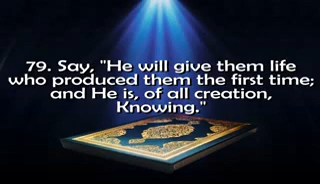 79. Say, "He will give them life
who produced them the first time;
and He is, of all creation,
Knowing."